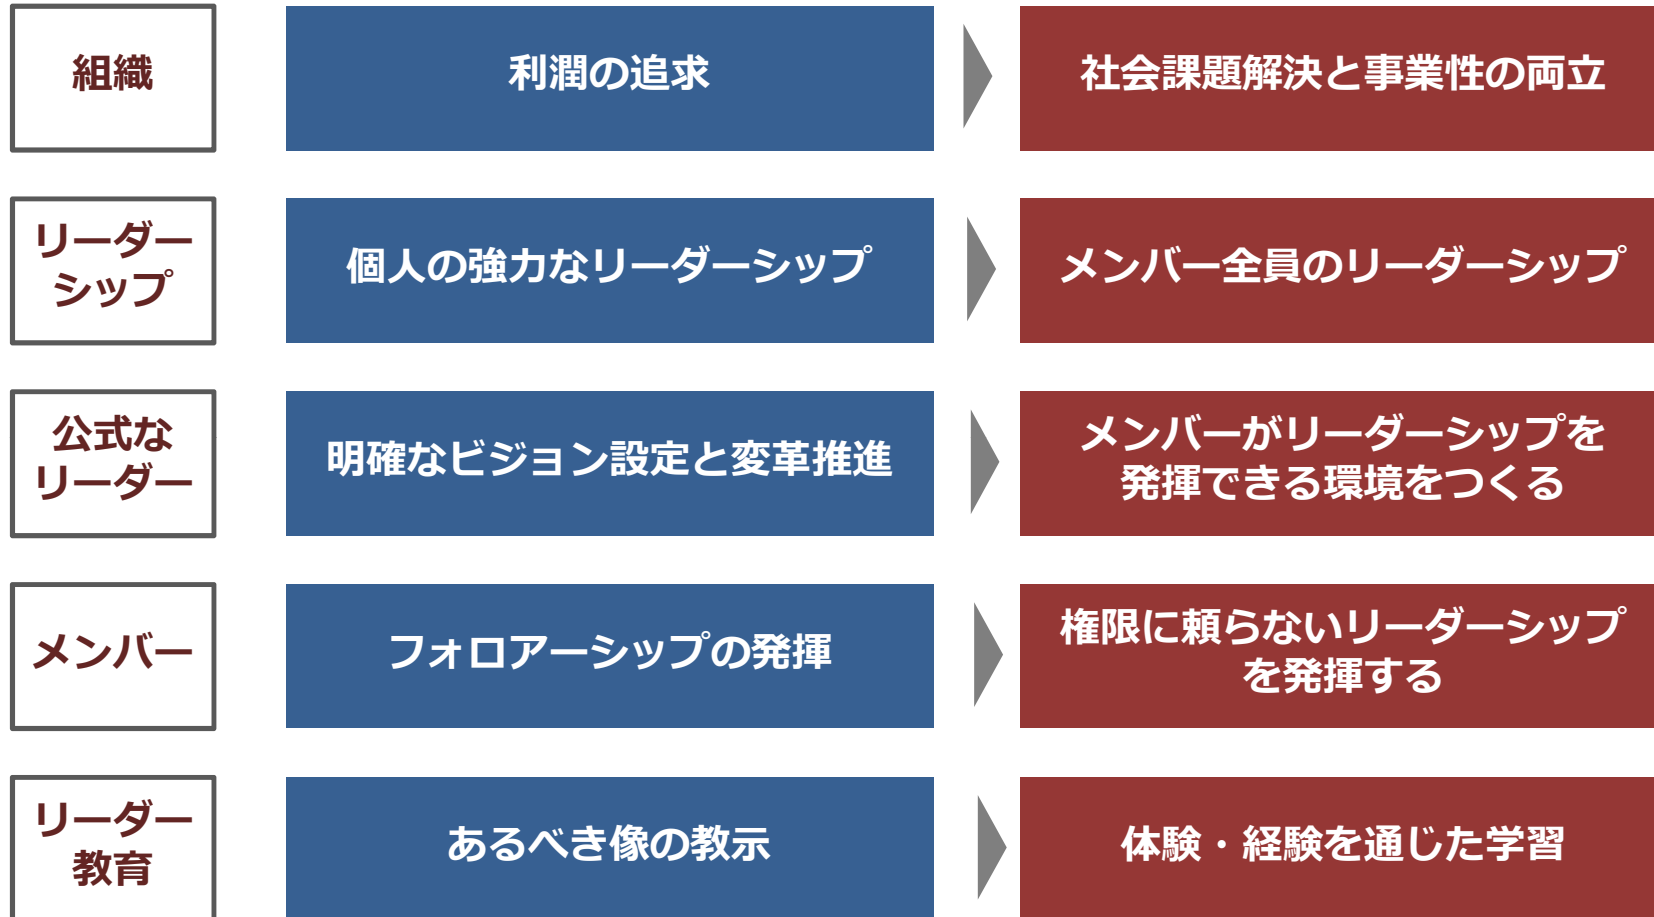 組織
利潤の追求
社会課題解決と事業性の両立
リーダー
シップ
個人の強力なリーダーシップ
メンバー全員のリーダーシップ
公式な
リーダー
明確なビジョン設定と変革推進
メンバーがリーダーシップを
発揮できる環境をつくる
メンバー
フォロアーシップの発揮
権限に頼らないリーダーシップ
を発揮する
リーダー
教育
あるべき像の教示
体験・経験を通じた学習